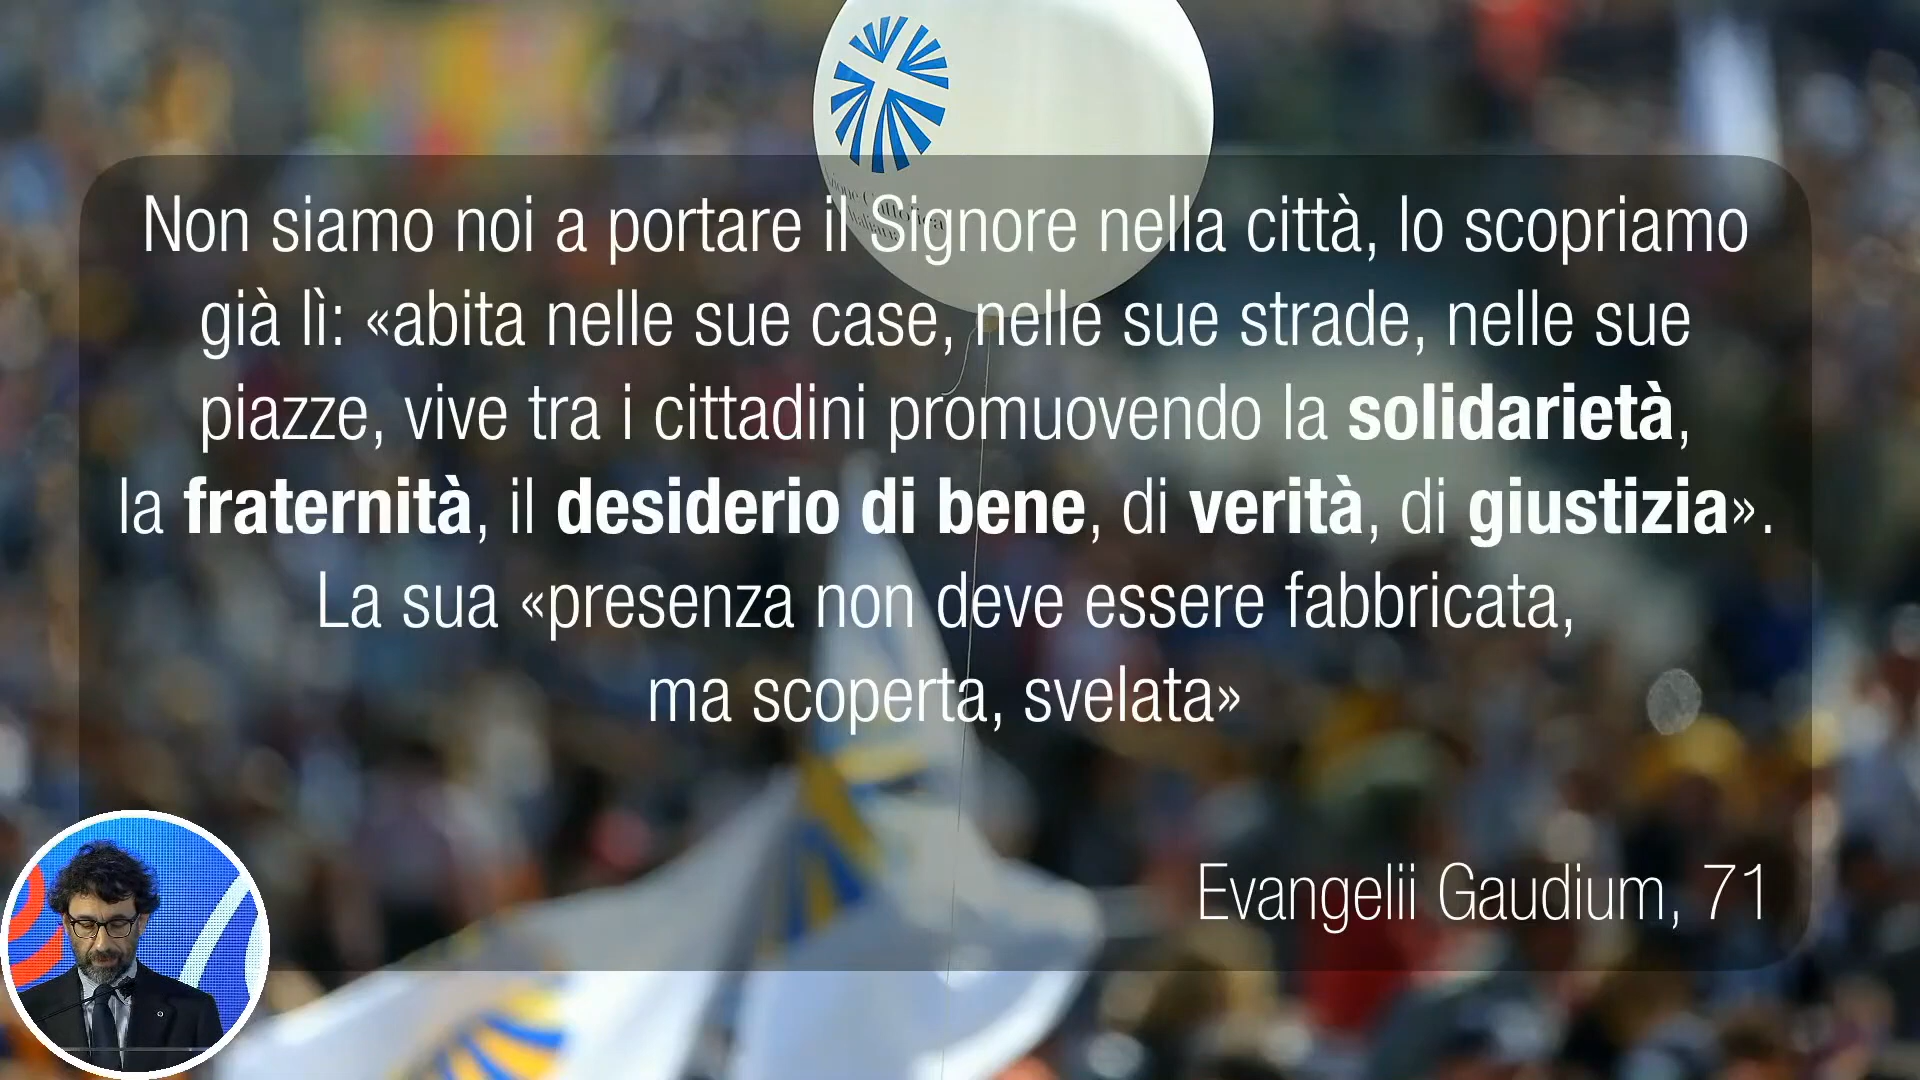 Cattolica
Italiana
Non siamo noi a portare il Signore nella città, lo scopriamo
già lì: «abita nelle sue case, nelle sue strade, nelle sue
piazze, vive tra i cittadini promuovendo la solidarietà,
la fraternità, il desiderio di bene, di verità, di giustizia».
La sua «presenza non deve essere fabbricata,
ma scoperta, svelata»
Evangelii Gaudium, 71